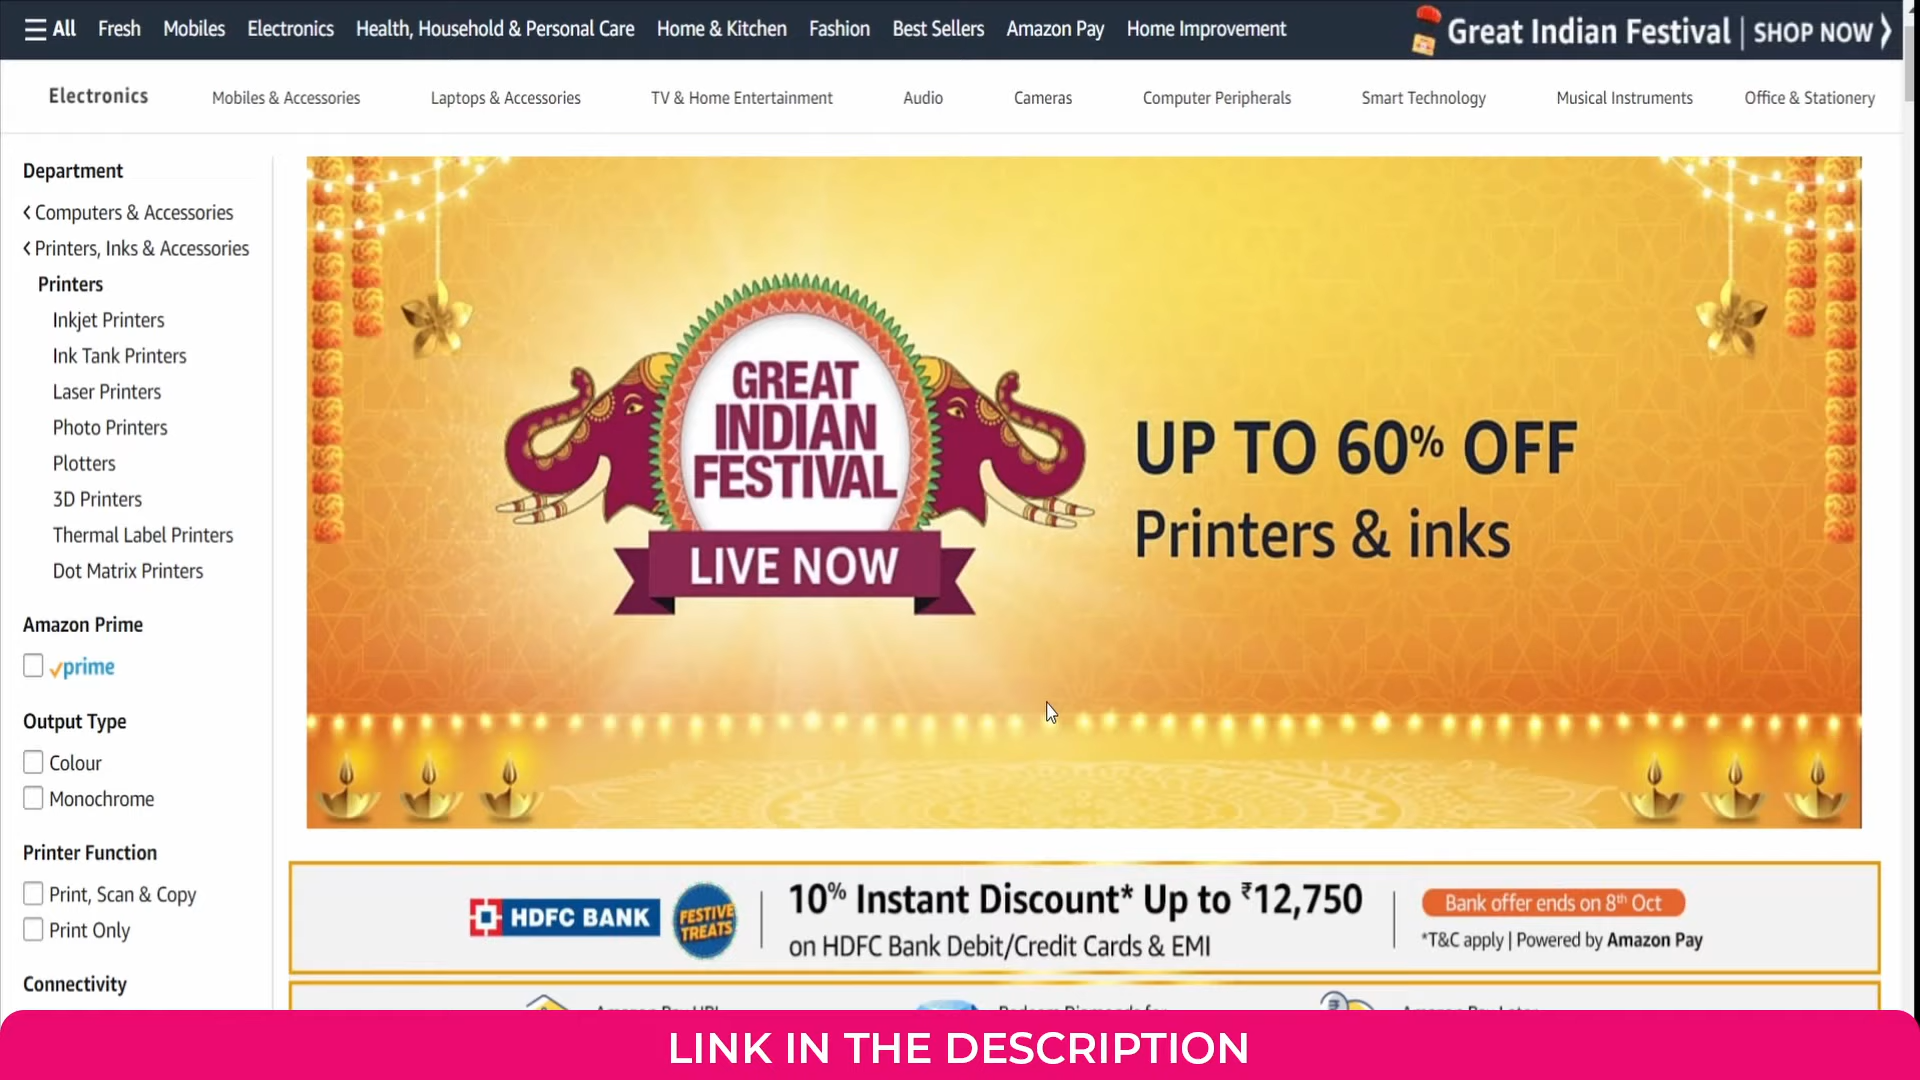 All Fresh Mobiles Electronics Health, Household & Personal Care Home & Kitchen Fashion Best Sellers Amazon Pay Home Improvement
Great Indian Festival | SHOP NOW
Electronics Mobiles & Accessories Laptops & Accessories TV & Home Entertainment Audio Cameras Computer Peripherals Smart Technology Musical Instruments Office & Stationery
Department
Computers & Accessories
Printers, Inks & Accessories
Printers
Inkjet Printers
Ink Tank Printers
Laser Printers
Photo Printers
Plotters
3D Printers
Thermal Label Printers
Dot Matrix Printers
Amazon Prime
prime
Output Type
Colour
Monochrome
Printer Function
Print, Scan & Copy
Print Only
Connectivity
GREAT
INDIAN
FESTIVAL
LIVE NOW
UP TO 60% OFF
Printers & inks
HDFC BANK
FESTIVE
TREATS
10% Instant Discount* Up to ₹12,750
on HDFC Bank Debit/Credit Cards & EMI
Bank offer ends on 8th Oct
*T&C apply | Powered by Amazon Pay
LINK IN THE DESCRIPTION